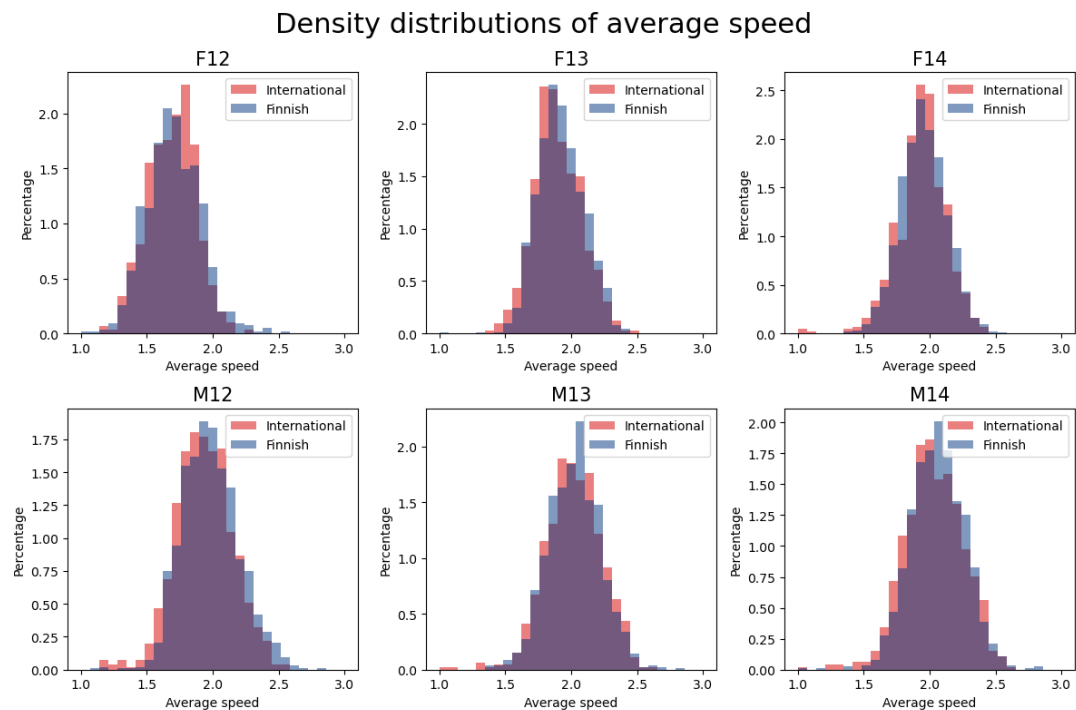 Density distributions of average speed
F12
International
Finnish
Percentage
2.0
1.5
1.0
0.5
0.0
1.0 1.5 2.0 2.5 3.0
Average speed
F13
International
Finnish
Percentage
2.0
1.5
1.0
0.5
0.0
1.0 1.5 2.0 2.5 3.0
Average speed
F14
International
Finnish
Percentage
2.5
2.0
1.5
1.0
0.5
0.0
1.0 1.5 2.0 2.5 3.0
Average speed
M12
International
Finnish
Percentage
1.75
1.50
1.25
1.00
0.75
0.50
0.25
0.00
1.0 1.5 2.0 2.5 3.0
Average speed
M13
International
Finnish
Percentage
2.0
1.5
1.0
0.5
0.0
1.0 1.5 2.0 2.5 3.0
Average speed
M14
International
Finnish
Percentage
2.00
1.75
1.50
1.25
1.00
0.75
0.50
0.25
0.00
1.0 1.5 2.0 2.5 3.0
Average speed